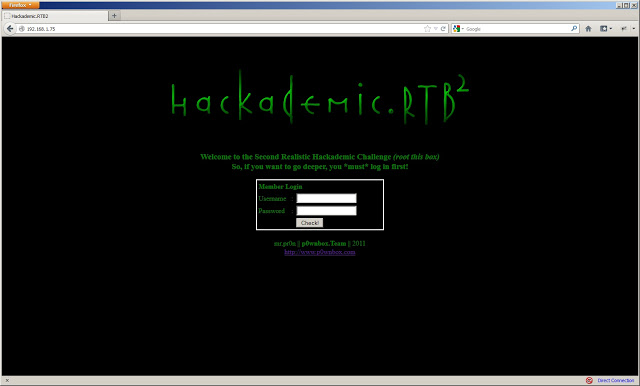 Firefox
Hackademic.RTB2
192.168.1.75
Google
Hackademic.RTB2
Welcome to the Second Realistic Hackademic Challenge (root this box)
So, if you want to go deeper, you *must* log in first!
Member Login
Username :
Password :
Check!
mr.pr0n || p0wnbox.Team || 2011
http://www.p0wnbox.com
Direct Connection